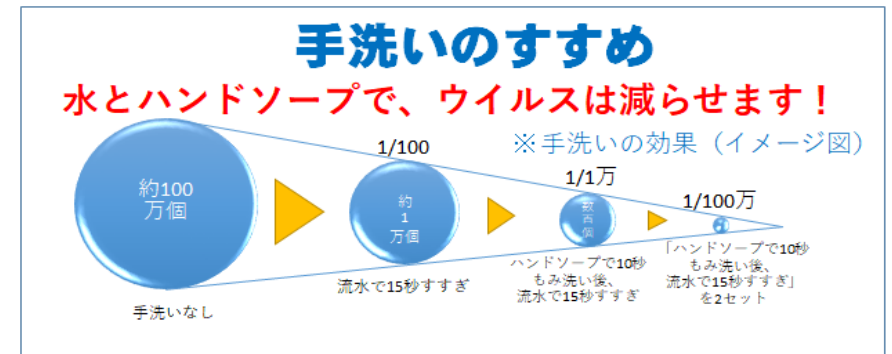 手洗いのすすめ
水とハンドソープで、ウイルスは減らせます！
※手洗いの効果（イメージ図）
約100
万個
手洗いなし
1/100
約
1
万個
流水で15秒すすぎ
1/1万
数
百
個
ハンドソープで10秒
もみ洗い後、
流水で15秒すすぎ
1/100万
「ハンドソープで10秒
もみ洗い後、
流水で15秒すすぎ」
を2セット